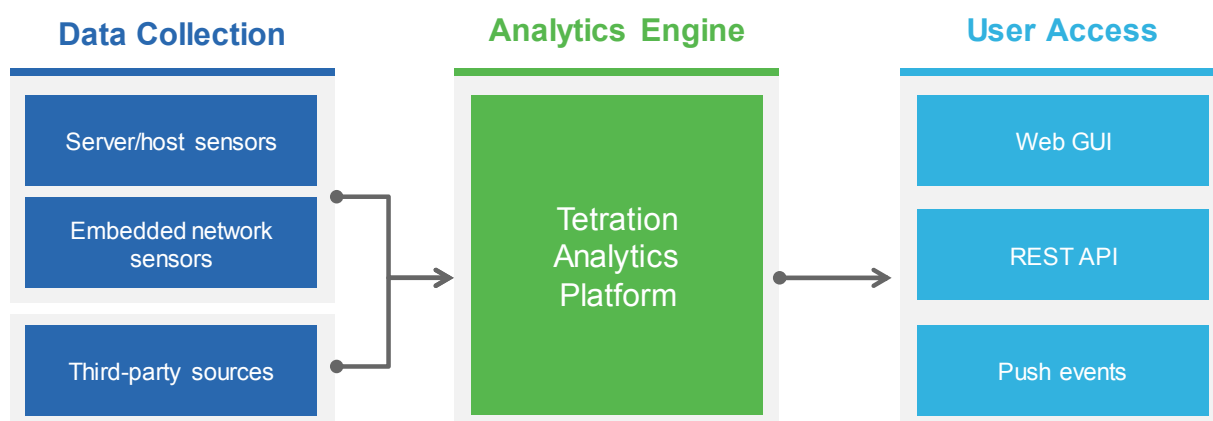 Data Collection
Server/host sensors
Embedded network
sensors
Third-party sources
Analytics Engine
Tetration
Analytics
Platform
User Access
Web GUI
REST API
Push events